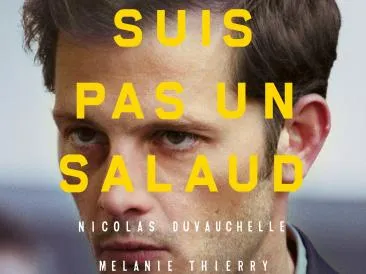 SUIS
PAS UN
SALAUD
NICOLAS DUVAUCHELLE
MELANIE THIERRY